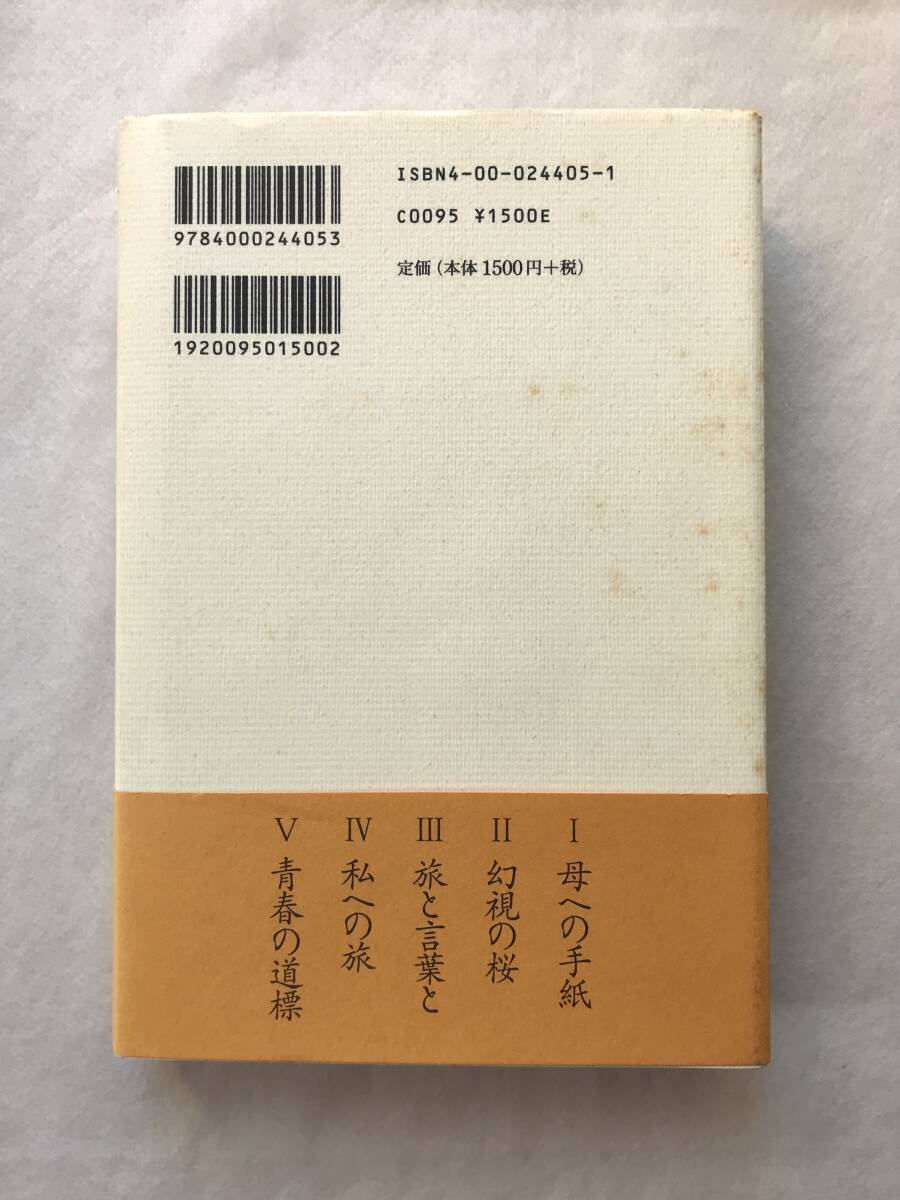 ISBN4-00-024405-1
9784000244053
C0095 ¥1500E
定価(本体1500円+税)
1920095015002
I 母への手紙
II 幻視の桜
III 旅と言葉と
IV 私への旅
V 青春の道標